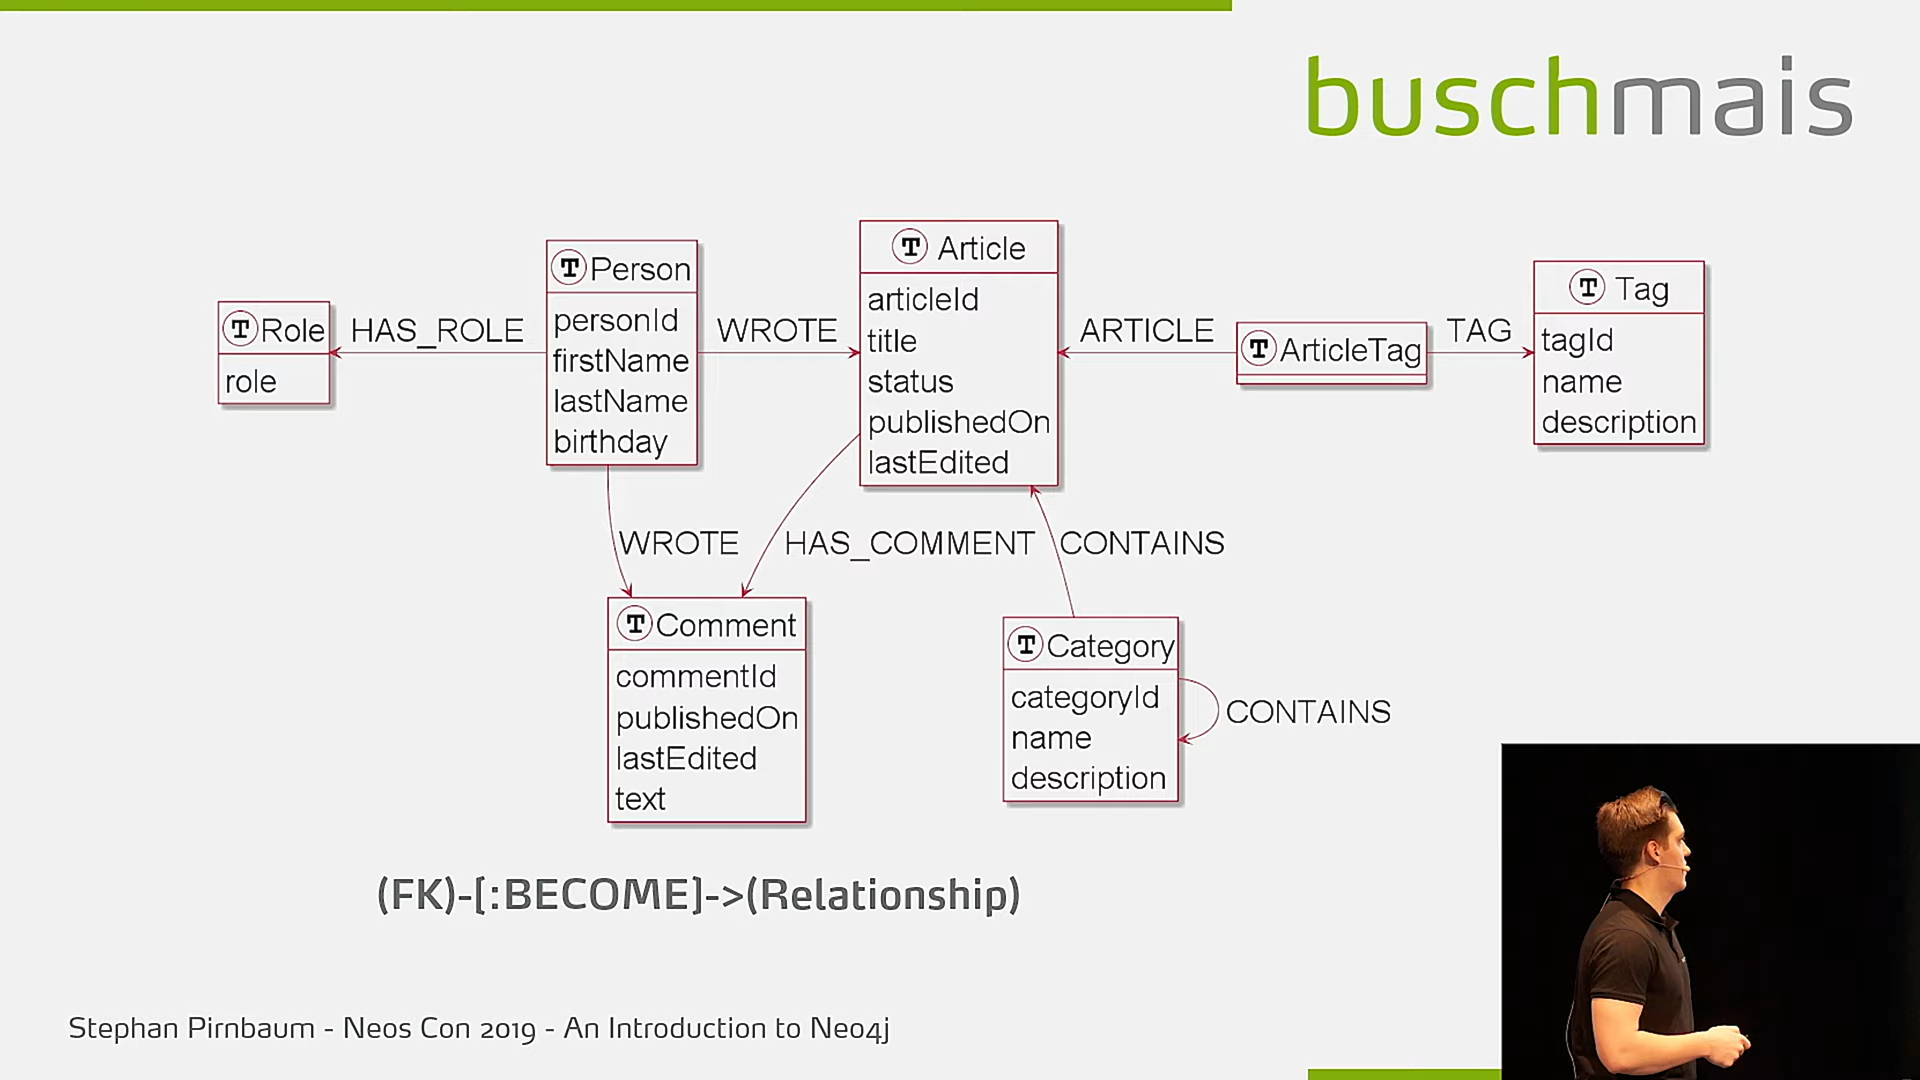 buschmais
T Role
role
HAS_ROLE
T Person
personId
firstName
lastName
birthday
WROTE
T Article
articleId
title
status
publishedOn
lastEdited
ARTICLE
T ArticleTag
TAG
T Tag
tagId
name
description
WROTE
HAS_COMMENT
CONTAINS
T Comment
commentId
publishedOn
lastEdited
text
T Category
categoryId
name
description
CONTAINS
(FK)-[:BECOME]->(Relationship)
Stephan Pirnbaum - Neos Con 2019 - An Introduction to Neo4j